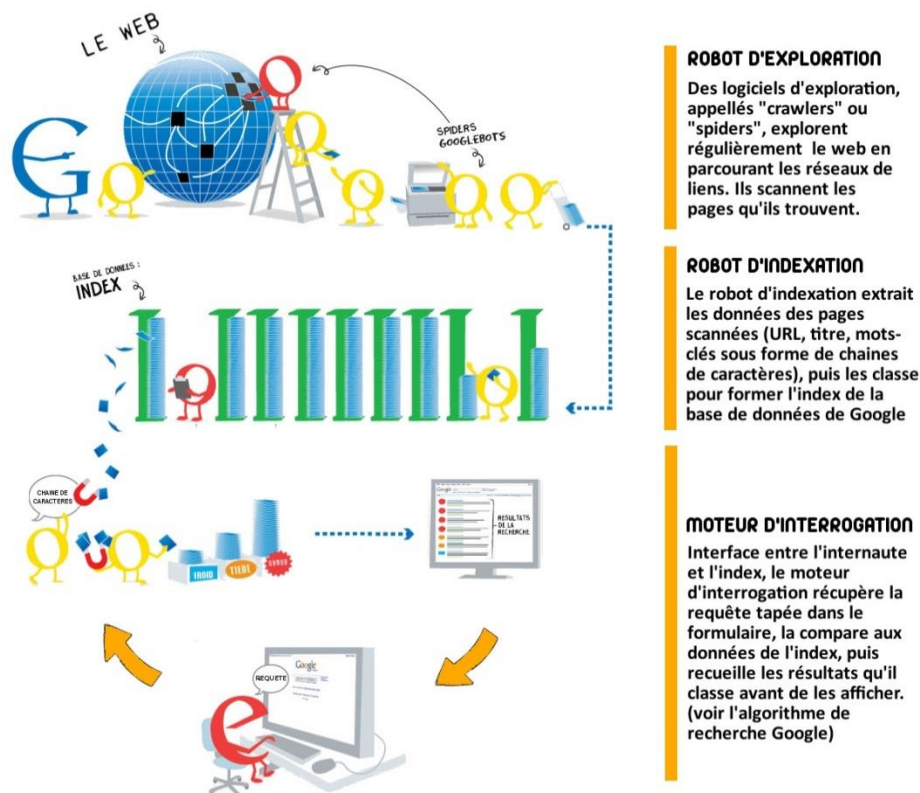 LE WEB
SPIDERS
GOOGLEBOTS
ROBOT D'EXPLORATION
Des logiciels d'exploration,
appellés "crawlers" ou
"spiders", explorent
régulièrement le web en
parcourant les réseaux de
liens. Ils scannent les
pages qu'ils trouvent.
BASE DE DONNÉES :
INDEX
ROBOT D'INDEXATION
Le robot d'indexation extrait
les données des pages
scannées (URL, titre, mots-
clés sous forme de chaines
de caractères), puis les classe
pour former l'index de la
base de données de Google
CHAINE DE
CARACTERES
FROID
TIEDE
CHAUD
Google
RESULTATS
DE LA
RECHERCHE
MOTEUR D'INTERROGATION
Interface entre l'internaute
et l'index, le moteur
d'interrogation récupère la
requête tapée dans le
formulaire, la compare aux
données de l'index, puis
recueille les résultats qu'il
classe avant de les afficher.
(voir l'algorithme de
recherche Google)
Google
REQUETE